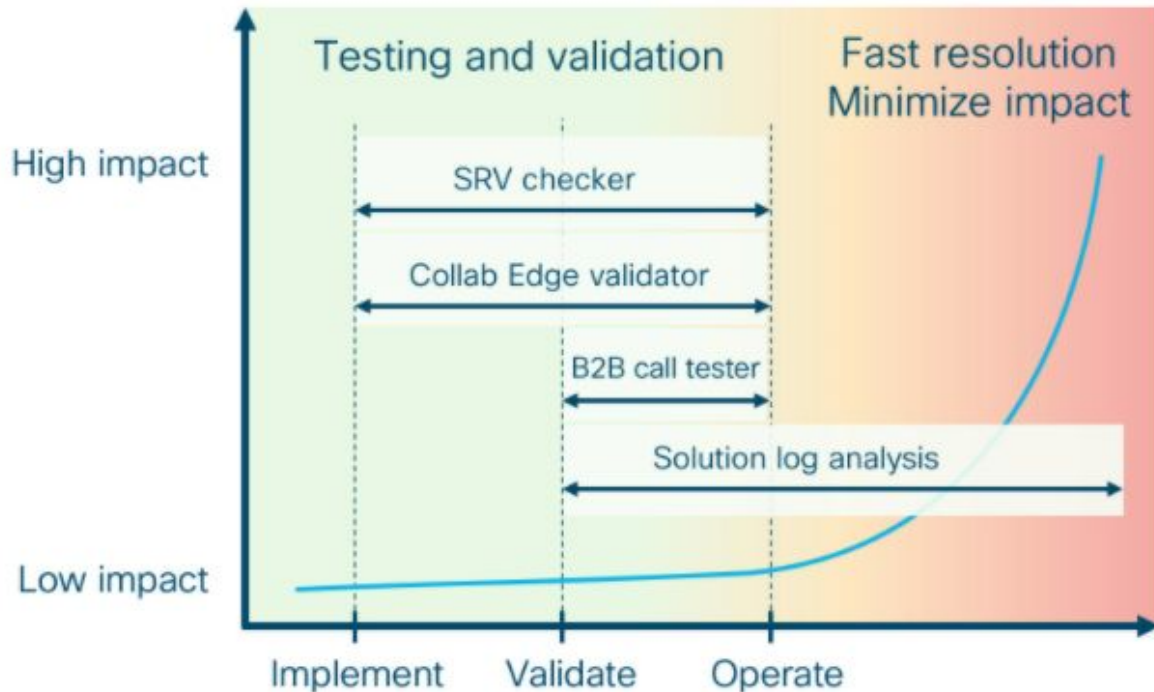 Testing and validation
Fast resolution
Minimize impact
High impact
SRV checker
Collab Edge validator
B2B call tester
Solution log analysis
Low impact
Implement
Validate
Operate